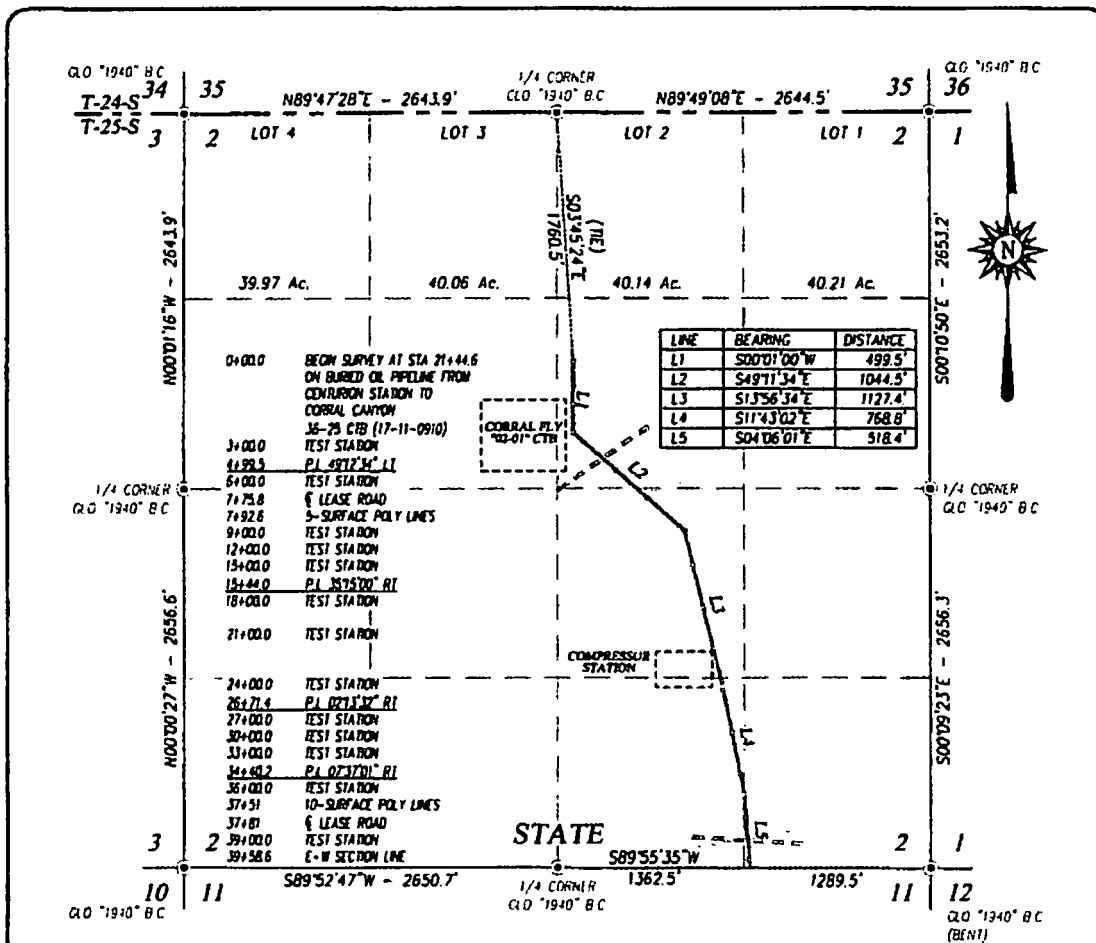 GLO "1940" B.C
34 35
T-24-S
T-25-S
3 2
N89°47'28"E - 2643.9'
LOT 4 LOT 3
1/4 CORNER
GLO "1940" B.C
N89°49'08"E - 2644.5'
LOT 2 LOT 1
GLO "1940" B.C
35 36
2 1
N
N00°01'16"W - 2643.9'
S03°45'24"E
1760.5'
(TIE)
S00°10'50"E - 2653.2'
39.97 Ac. 40.06 Ac. 40.14 Ac. 40.21 Ac.
LINE BEARING DISTANCE
L1 S00°01'00"W 499.5'
L2 S49°11'34"E 1044.5'
L3 S13°56'34"E 1127.4'
L4 S11°43'02"E 768.8'
L5 S04°06'01"E 518.4'
0+00.0 BEGIN SURVEY AT STA 21+44.6
ON BURIED OIL PIPELINE FROM
CENTURION STATION TO
CORRAL CANYON
36-25 CTB (17-11-0910)
3+00.0 TEST STATION
4+99.5 P.I. 49°12'34" LT
6+00.0 TEST STATION
7+75.8 ℄ LEASE ROAD
7+92.6 5-SURFACE POLY LINES
9+00.0 TEST STATION
12+00.0 TEST STATION
15+00.0 TEST STATION
15+44.0 P.I. 35°15'00" RT
18+00.0 TEST STATION
21+00.0 TEST STATION
24+00.0 TEST STATION
26+71.4 P.I. 02°13'32" RT
27+00.0 TEST STATION
30+00.0 TEST STATION
33+00.0 TEST STATION
34+40.2 P.I. 07°37'01" RT
36+00.0 TEST STATION
37+51 10-SURFACE POLY LINES
37+81 ℄ LEASE ROAD
39+00.0 TEST STATION
39+58.6 E-W SECTION LINE
CORRAL FLY
"02-01" CTB
L1
L2
L3
L4
L5
1/4 CORNER
GLO "1940" B.C
1/4 CORNER
GLO "1940" B.C
COMPRESSOR
STATION
N00°00'27"W - 2656.6'
S00°09'23"E - 2656.3'
STATE
3 2
10 11
GLO "1940" B.C
S89°52'47"W - 2650.7'
1/4 CORNER
GLO "1940" B.C
S89°55'35"W
1362.5' 1289.5'
2 1
11 12
GLO "1940" B.C
(BENT)